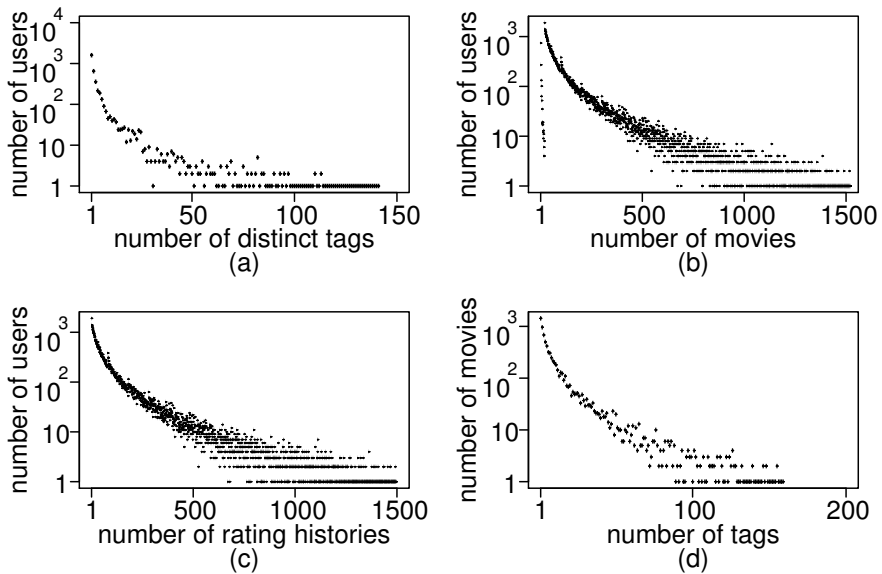 number of users
10^4
10^3
10^2
10
1
1 50 100 150
number of distinct tags
(a)
number of users
10^3
10^2
10
1
1 500 1000 1500
number of movies
(b)
number of users
10^3
10^2
10
1
1 500 1000 1500
number of rating histories
(c)
number of movies
10^3
10^2
10
1
1 100 200
number of tags
(d)